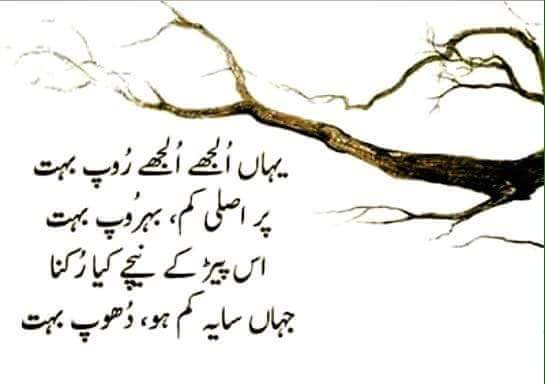 یہاں اُلجھے اُلجھے رُوپ بہت
پر اصلی کم، بہرُوپ بہت
اس پیڑ کے نیچے کیا رُکنا
جہاں سایہ کم ہو، دُھوپ بہت